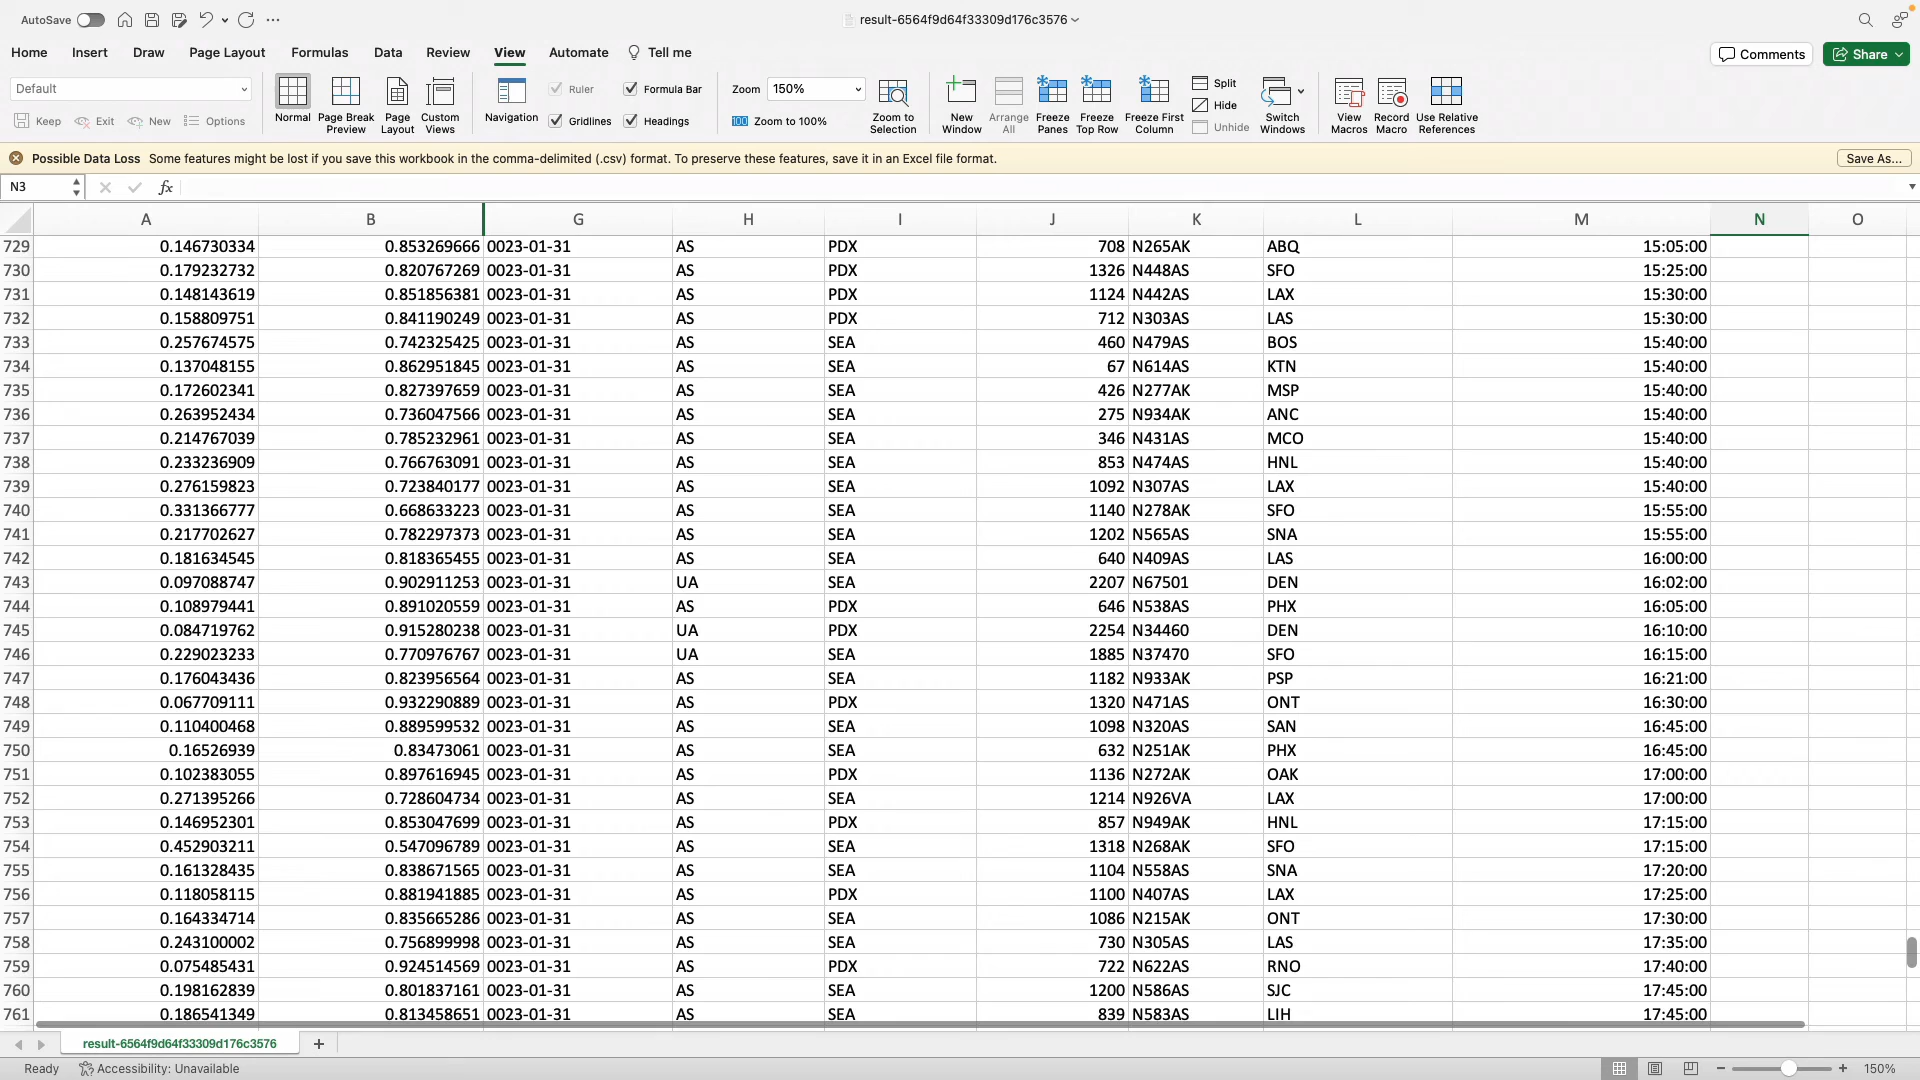 AutoSave
result-6564f9d64f33309d176c3576
Home Insert Draw Page Layout Formulas Data Review View Automate Tell me Comments Share
Default Keep Exit New Options Normal Page Break Preview Page Layout Custom Views Navigation Ruler Gridlines Formula Bar Headings Zoom 150% Zoom to 100% Zoom to Selection New Window Arrange All Freeze Panes Freeze Top Row Freeze First Column Split Hide Unhide Switch Windows View Macros Record Macro Use Relative References
Possible Data Loss Some features might be lost if you save this workbook in the comma-delimited (.csv) format. To preserve these features, save it in an Excel file format. Save As...
N3 fx
A B G H I J K L M N O
729 0.146730334 0.853269666 0023-01-31 AS PDX 708 N265AK ABQ 15:05:00
730 0.179232732 0.820767269 0023-01-31 AS PDX 1326 N448AS SFO 15:25:00
731 0.148143619 0.851856381 0023-01-31 AS PDX 1124 N442AS LAX 15:30:00
732 0.158809751 0.841190249 0023-01-31 AS PDX 712 N303AS LAS 15:30:00
733 0.257674575 0.742325425 0023-01-31 AS SEA 460 N479AS BOS 15:40:00
734 0.137048155 0.862951845 0023-01-31 AS SEA 67 N614AS KTN 15:40:00
735 0.172602341 0.827397659 0023-01-31 AS SEA 426 N277AK MSP 15:40:00
736 0.263952434 0.736047566 0023-01-31 AS SEA 275 N934AK ANC 15:40:00
737 0.214767039 0.785232961 0023-01-31 AS SEA 346 N431AS MCO 15:40:00
738 0.233236909 0.766763091 0023-01-31 AS SEA 853 N474AS HNL 15:40:00
739 0.276159823 0.723840177 0023-01-31 AS SEA 1092 N307AS LAX 15:40:00
740 0.331366777 0.668633223 0023-01-31 AS SEA 1140 N278AK SFO 15:55:00
741 0.217702627 0.782297373 0023-01-31 AS SEA 1202 N565AS SNA 15:55:00
742 0.181634545 0.818365455 0023-01-31 AS SEA 640 N409AS LAS 16:00:00
743 0.097088747 0.902911253 0023-01-31 UA SEA 2207 N67501 DEN 16:02:00
744 0.108979441 0.891020559 0023-01-31 AS PDX 646 N538AS PHX 16:05:00
745 0.084719762 0.915280238 0023-01-31 UA PDX 2254 N34460 DEN 16:10:00
746 0.229023233 0.770976767 0023-01-31 UA SEA 1885 N37470 SFO 16:15:00
747 0.176043436 0.823956564 0023-01-31 AS SEA 1182 N933AK PSP 16:21:00
748 0.067709111 0.932290889 0023-01-31 AS PDX 1320 N471AS ONT 16:30:00
749 0.110400468 0.889599532 0023-01-31 AS SEA 1098 N320AS SAN 16:45:00
750 0.16526939 0.83473061 0023-01-31 AS SEA 632 N251AK PHX 16:45:00
751 0.102383055 0.897616945 0023-01-31 AS PDX 1136 N272AK OAK 17:00:00
752 0.271395266 0.728604734 0023-01-31 AS SEA 1214 N926VA LAX 17:00:00
753 0.146952301 0.853047699 0023-01-31 AS PDX 857 N949AK HNL 17:15:00
754 0.452903211 0.547096789 0023-01-31 AS SEA 1318 N268AK SFO 17:15:00
755 0.161328435 0.838671565 0023-01-31 AS SEA 1104 N558AS SNA 17:20:00
756 0.118058115 0.881941885 0023-01-31 AS PDX 1100 N407AS LAX 17:25:00
757 0.164334714 0.835665286 0023-01-31 AS SEA 1086 N215AK ONT 17:30:00
758 0.243100002 0.756899998 0023-01-31 AS SEA 730 N305AS LAS 17:35:00
759 0.075485431 0.924514569 0023-01-31 AS PDX 722 N622AS RNO 17:40:00
760 0.198162839 0.801837161 0023-01-31 AS SEA 1200 N586AS SJC 17:45:00
761 0.186541349 0.813458651 0023-01-31 AS SEA 839 N583AS LIH 17:45:00
result-6564f9d64f33309d176c3576
Ready Accessibility: Unavailable 150%